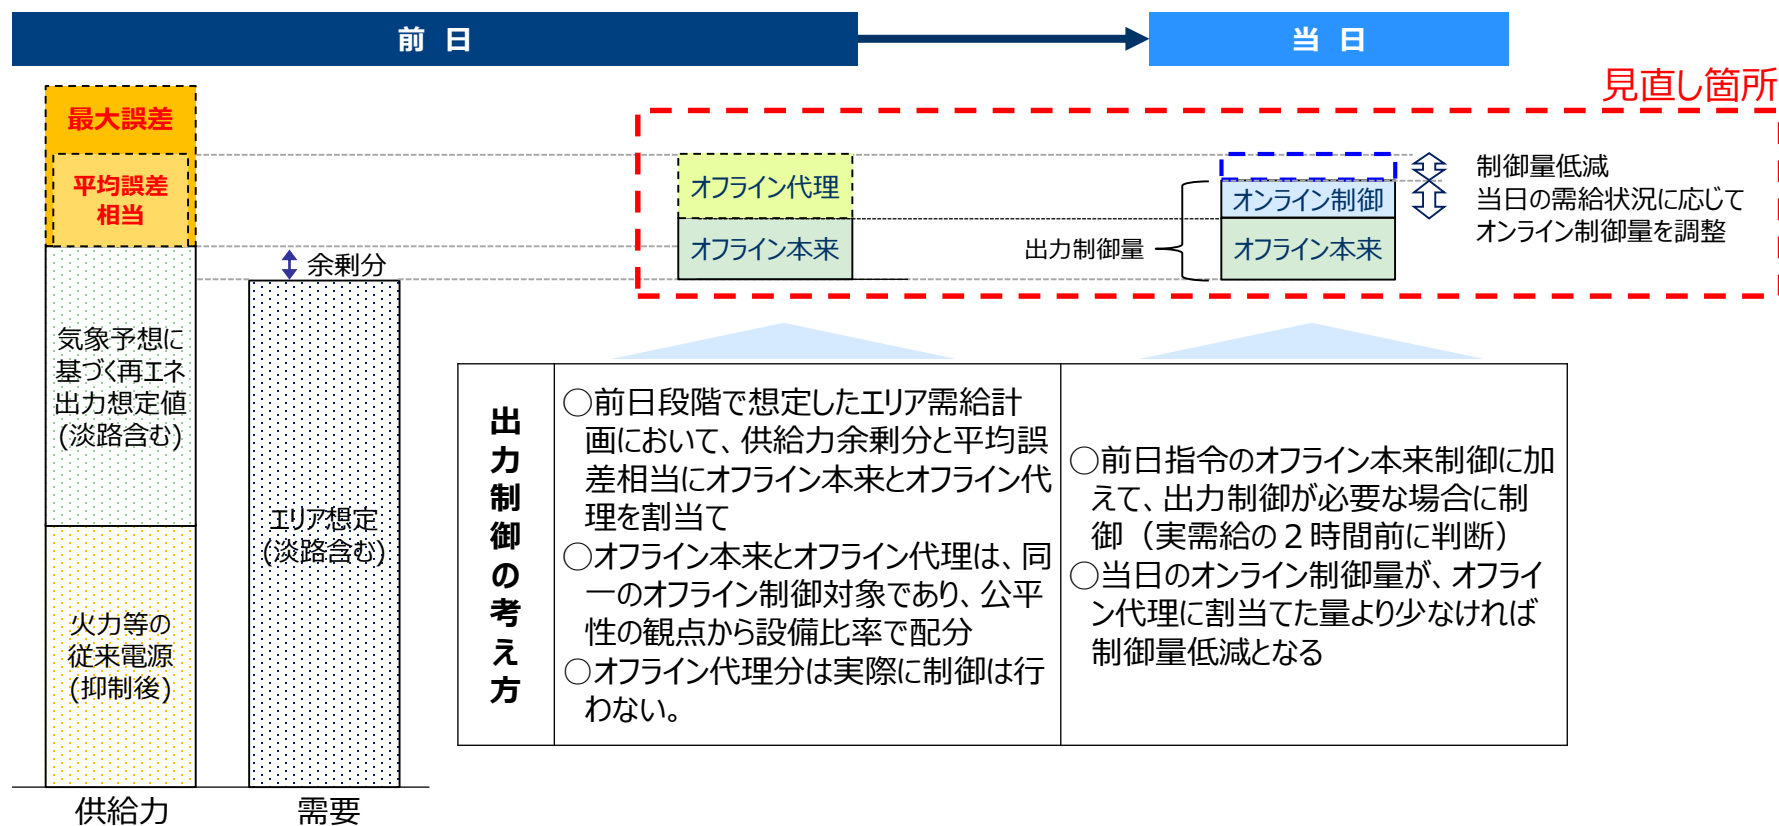 前 日
当 日
見直し箇所
最大誤差
平均誤差
相当
オフライン代理
オフライン本来
オンライン制御
オフライン本来
制御量低減
当日の需給状況に応じて
オンライン制御量を調整
出力制御量
余剰分
気象予想に
基づく再エネ
出力想定値
(淡路含む)
エリア想定
(淡路含む)
火力等の
従来電源
(抑制後)
供給力
需要
出力制御の考え方
○前日段階で想定したエリア需給計
画において、供給力余剰分と平均誤
差相当にオフライン本来とオフライン代
理を割当て
○オフライン本来とオフライン代理は、同
一のオフライン制御対象であり、公平
性の観点から設備比率で配分
○オフライン代理分は実際に制御は行
わない。
○前日指令のオフライン本来制御に加
えて、出力制御が必要な場合に制
御（実需給の２時間前に判断）
○当日のオンライン制御量が、オフライ
ン代理に割当てた量より少なければ
制御量低減となる